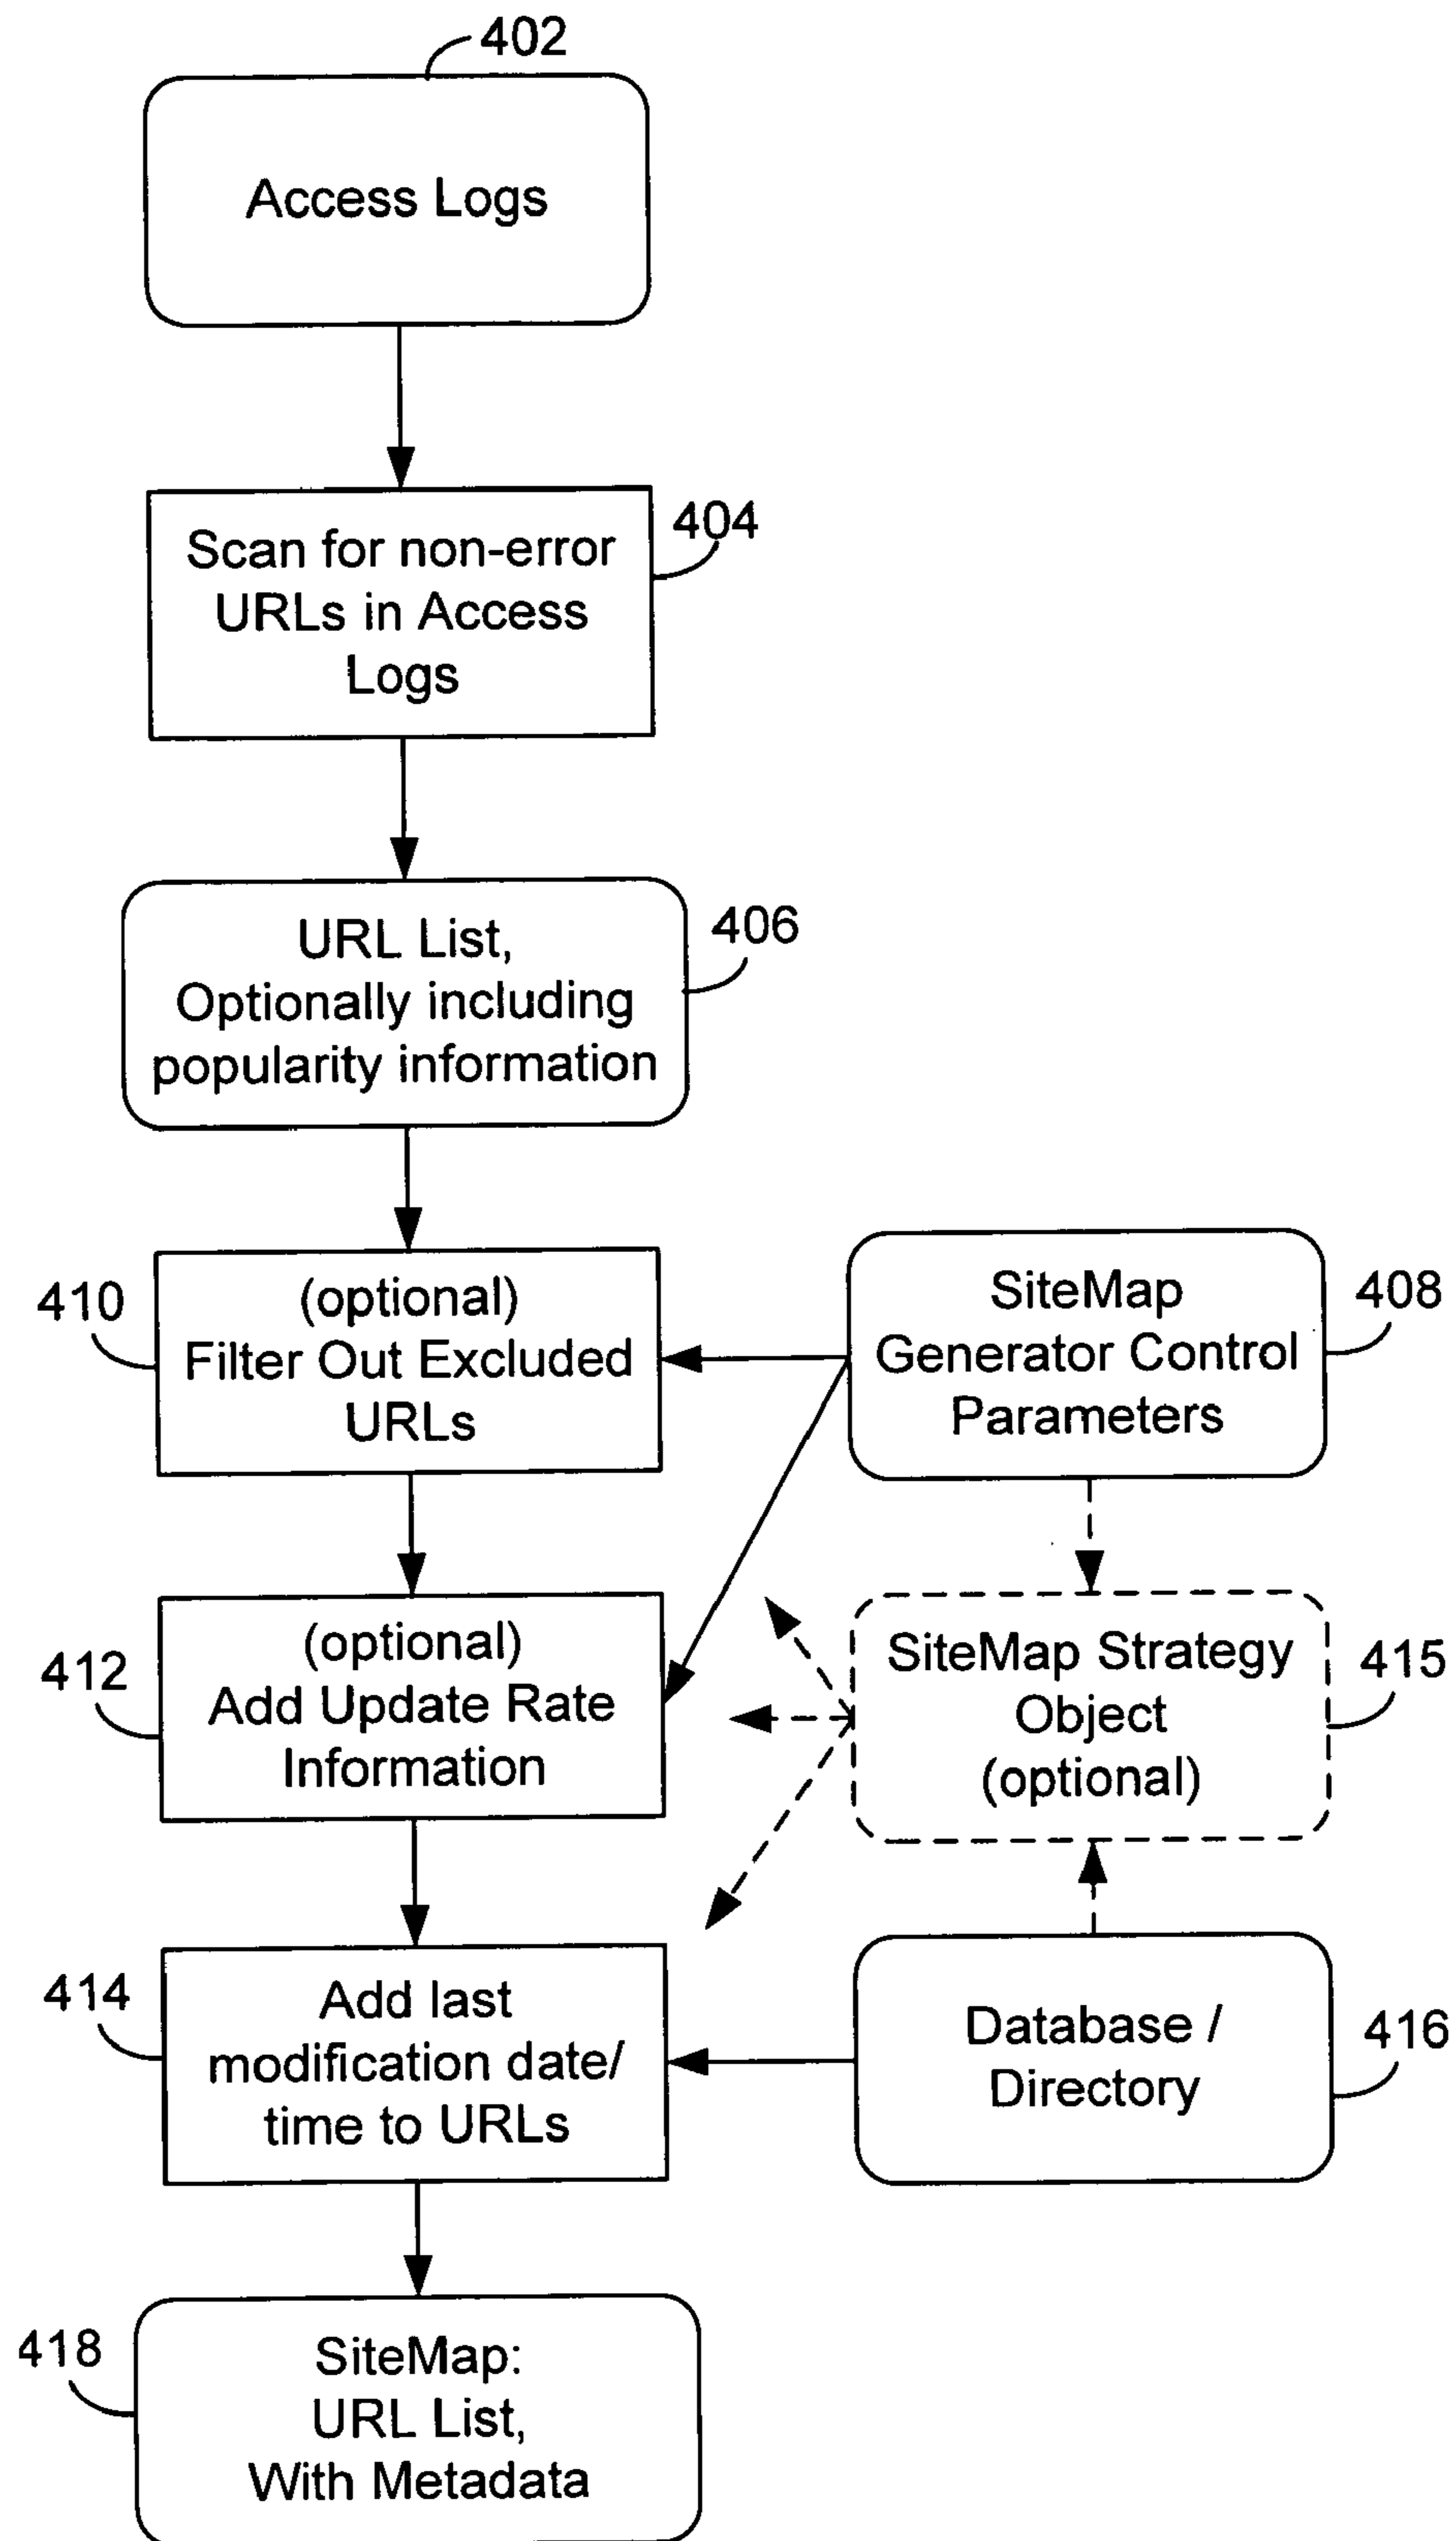 402
Access Logs
404
Scan for non-error
URLs in Access
Logs
406
URL List,
Optionally including
popularity information
410
(optional)
Filter Out Excluded
URLs
408
SiteMap
Generator Control
Parameters
412
(optional)
Add Update Rate
Information
415
SiteMap Strategy
Object
(optional)
414
Add last
modification date/
time to URLs
416
Database /
Directory
418
SiteMap:
URL List,
With Metadata